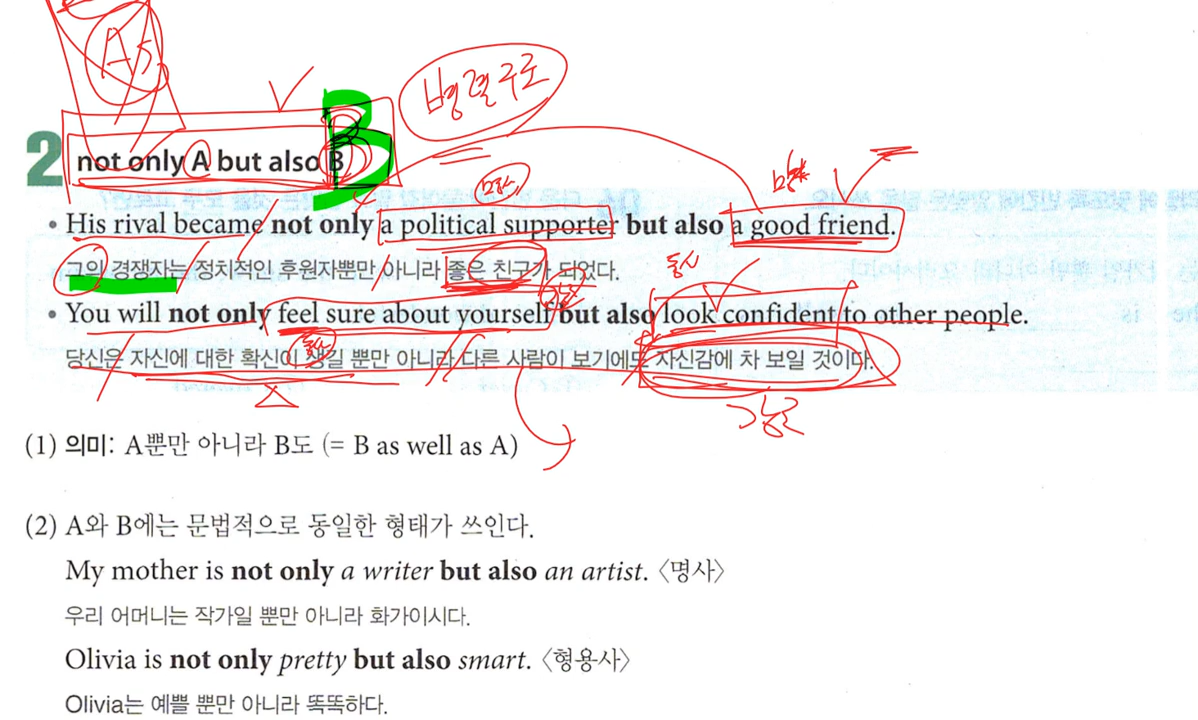 A B
병렬구조
2 not only A but also B
명사 명사
• His rival became not only a political supporter but also a good friend.
그의 경쟁자는 정치적인 후원자뿐만 아니라 좋은 친구가 되었다.
동사
• You will not only feel sure about yourself but also look confident to other people.
당신은 자신에 대한 확신이 생길 뿐만 아니라 다른 사람이 보기에도 자신감에 차 보일 것이다.
(1) 의미: A뿐만 아니라 B도 (= B as well as A)
(2) A와 B에는 문법적으로 동일한 형태가 쓰인다.
My mother is not only a writer but also an artist. 〈명사〉
우리 어머니는 작가일 뿐만 아니라 화가이시다.
Olivia is not only pretty but also smart. 〈형용사〉
Olivia는 예쁠 뿐만 아니라 똑똑하다.